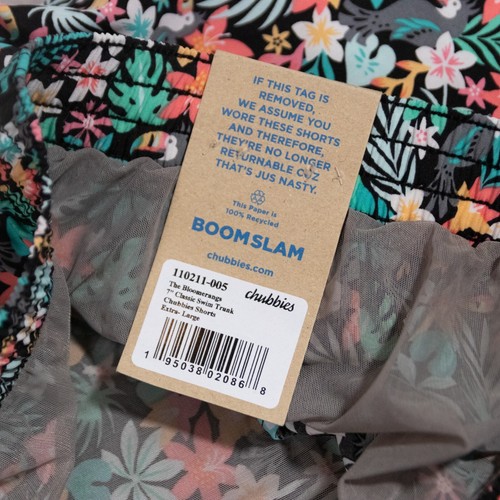 IF THIS TAG IS
REMOVED,
WE ASSUME YOU
WORE THESE SHORTS
AND THEREFORE,
THEY'RE NO LONGER
RETURNABLE CUZ
THAT'S JUS NASTY.
This Paper is
100% Recycled
BOOMSLAM
chubbies.com
110211-005
chubbies
The Bloomerangs
7" Classic Swim Trunk
Chubbies Shorts
Extra- Large
1 95038 02086 8